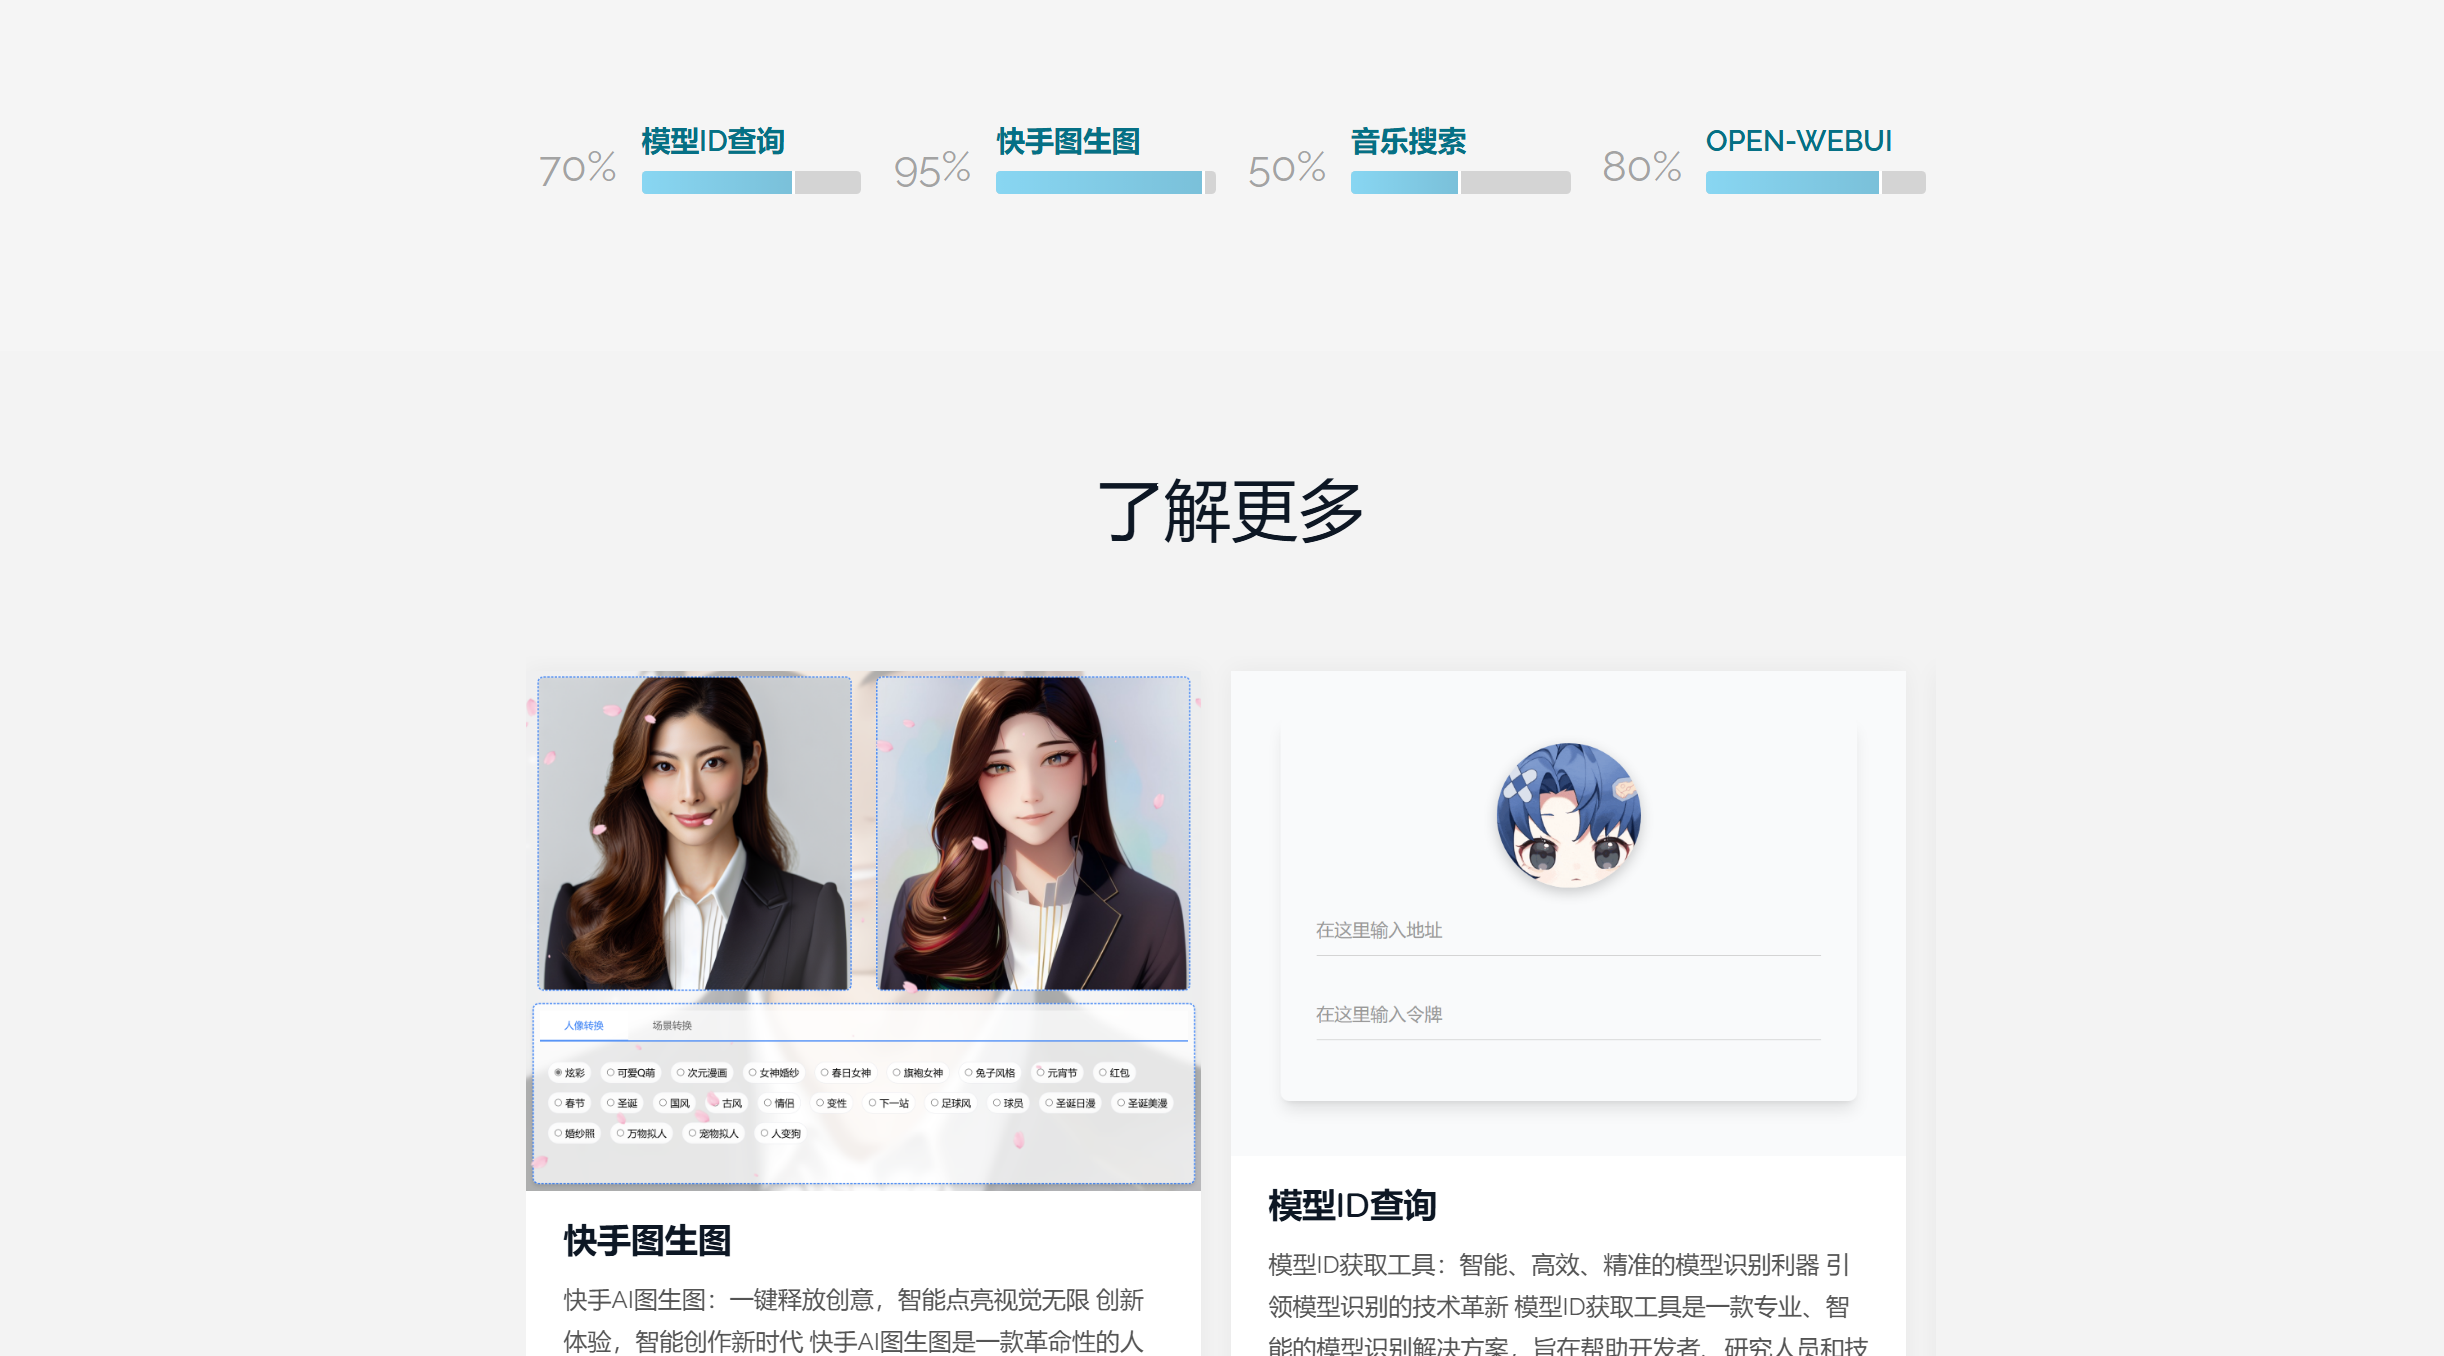 70%
模型ID查询
95%
快手图生图
50%
音乐搜索
80%
OPEN-WEBUI
了解更多
人像转换
场景转换
炫彩
可爱Q萌
次元漫画
女神婚纱
春日女神
旗袍女神
兔子风格
元宵节
红包
春节
圣诞
国风
古风
情侣
变性
下一站
足球风
球员
圣诞日漫
圣诞美漫
婚纱照
万物拟人
宠物拟人
人变狗
快手图生图
快手AI图生图：一键释放创意，智能点亮视觉无限 创新
体验，智能创作新时代 快手AI图生图是一款革命性的人
在这里输入地址
在这里输入令牌
模型ID查询
模型ID获取工具：智能、高效、精准的模型识别利器 引
领模型识别的技术革新 模型ID获取工具是一款专业、智
能的模型识别解决方案，旨在帮助开发者、研究人员和技